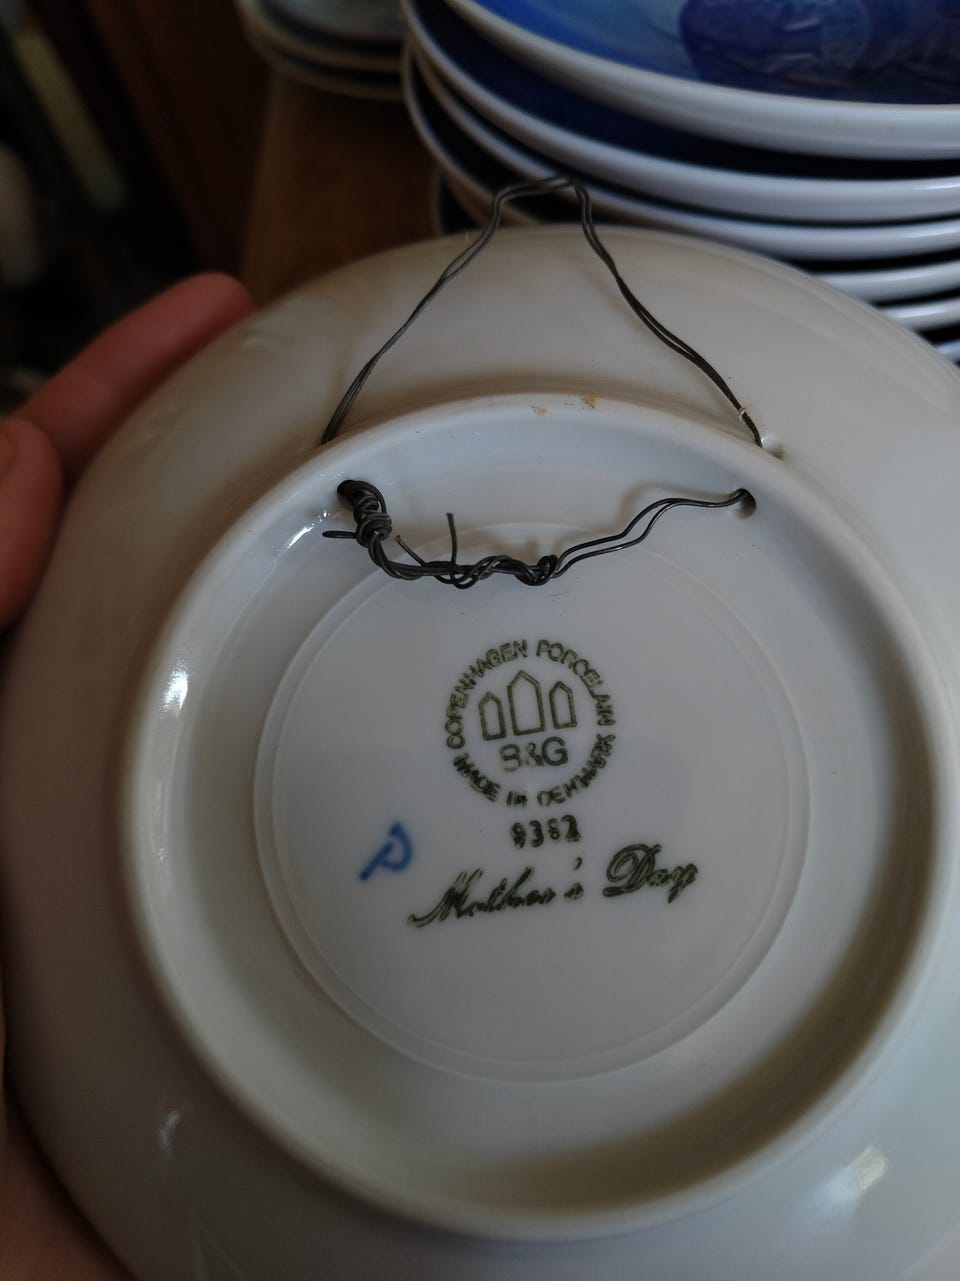 COPENHAGEN PORCELAIN
B&G
MADE IN DENMARK
9382
Mother's Day